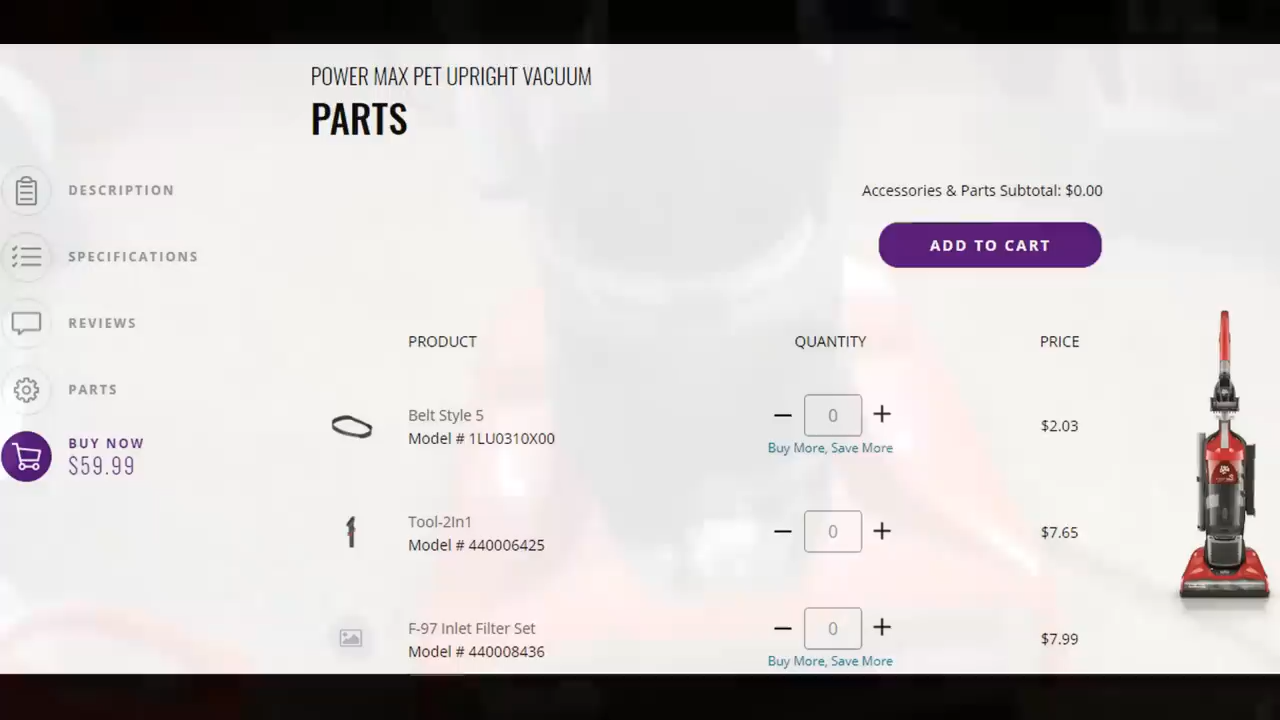 POWER MAX PET UPRIGHT VACUUM
PARTS
DESCRIPTION
SPECIFICATIONS
REVIEWS
PARTS
BUY NOW
$59.99
Accessories & Parts Subtotal: $0.00
ADD TO CART
PRODUCT QUANTITY PRICE
Belt Style 5
Model # 1LU0310X00
0
Buy More, Save More
$2.03
Tool-2In1
Model # 440006425
0
$7.65
F-97 Inlet Filter Set
Model # 440008436
0
Buy More, Save More
$7.99